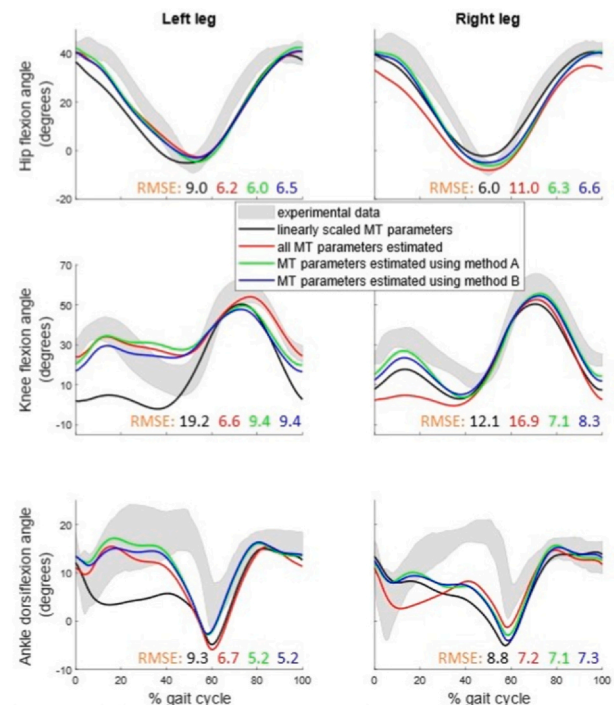 Left leg
Right leg
Hip flexion angle
(degrees)
40
20
0
-20
RMSE: 9.0 6.2 6.0 6.5
RMSE: 6.0 11.0 6.3 6.6
experimental data
linearly scaled MT parameters
all MT parameters estimated
MT parameters estimated using method A
MT parameters estimated using method B
Knee flexion angle
(degrees)
70
50
30
10
-10
RMSE: 19.2 6.6 9.4 9.4
RMSE: 12.1 16.9 7.1 8.3
Ankle dorsiflexion angle
(degrees)
20
10
0
-10
RMSE: 9.3 6.7 5.2 5.2
RMSE: 8.8 7.2 7.1 7.3
0 20 40 60 80 100
0 20 40 60 80 100
% gait cycle
% gait cycle